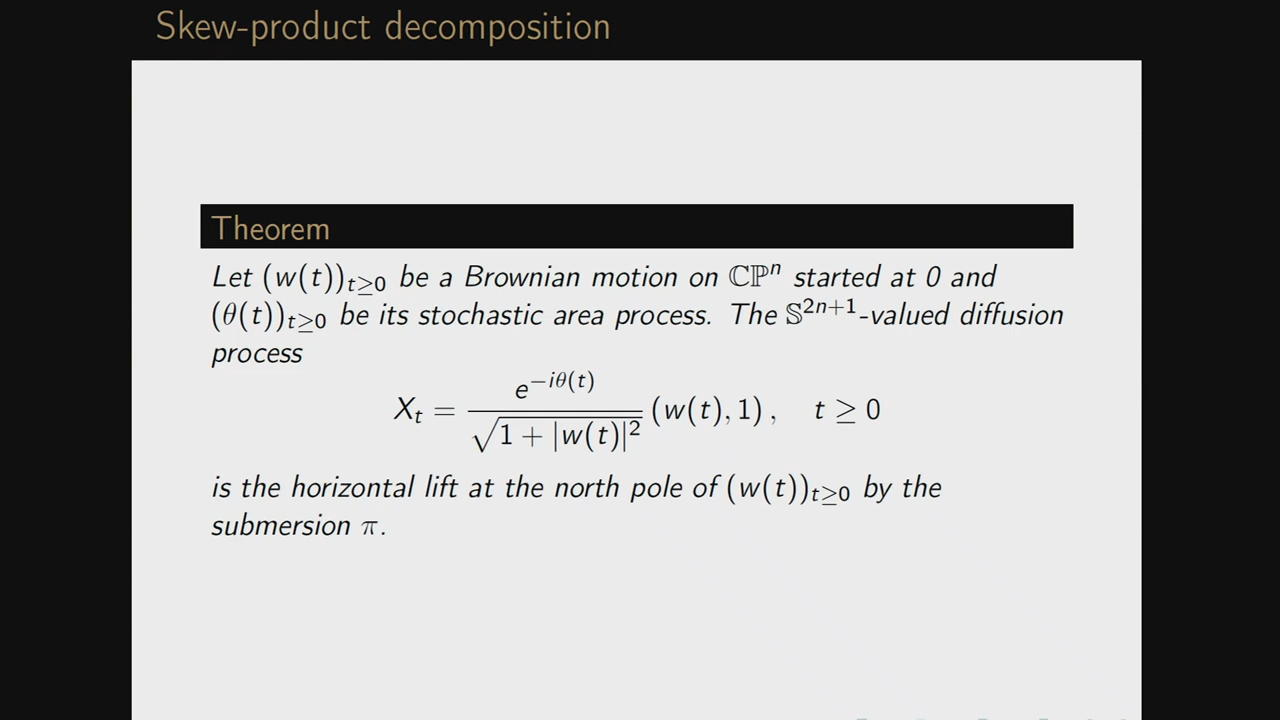 Skew-product decomposition
Theorem
Let (w(t))_{t≥0} be a Brownian motion on ℂℙ^n started at 0 and
(θ(t))_{t≥0} be its stochastic area process. The 𝕊^{2n+1}-valued diffusion
process
X_t = \frac{e^{-iθ(t)}}{\sqrt{1 + |w(t)|^2}} (w(t), 1), t ≥ 0
is the horizontal lift at the north pole of (w(t))_{t≥0} by the
submersion π.